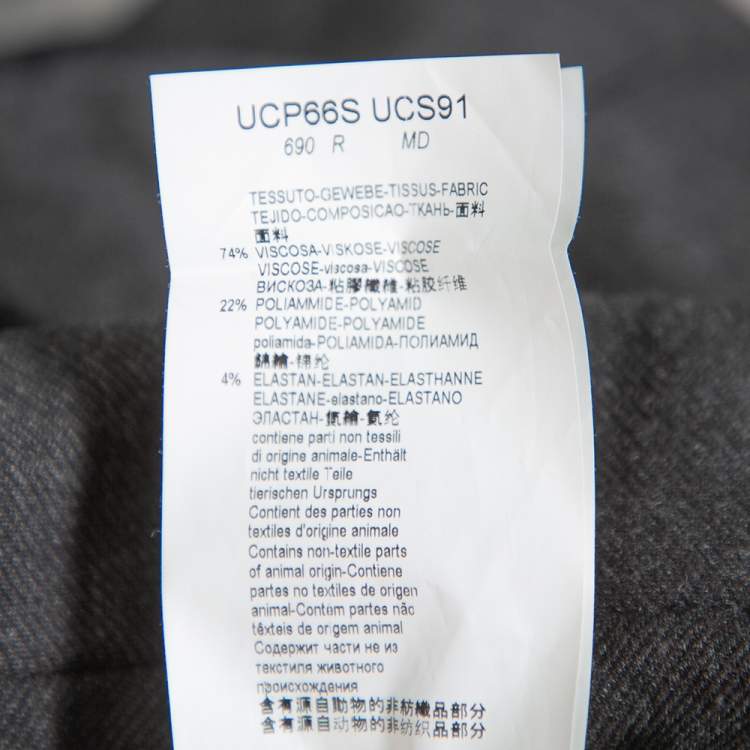 UCP66S UCS91
690 R MD
TESSUTO-GEWEBE-TISSUS-FABRIC
TEJIDO-COMPOSICAO-ТКАНЬ-面料
面料
74% VISCOSA-VISKOSE-VISCOSE
VISCOSE-viscosa-VISCOSE
ВИСКОЗА-粘膠纖維-粘胶纤维
22% POLIAMMIDE-POLYAMID
POLYAMIDE-POLYAMIDE
poliamida-POLIAMIDA-ПОЛИАМИД
錦綸-锦纶
4% ELASTAN-ELASTAN-ELASTHANNE
ELASTANE-elastano-ELASTANO
ЭЛАСТАН-氨纶
contiene parti non tessili
di origine animale-Enthält
nicht textile Teile
tierischen Ursprungs
Contient des parties non
textiles d'origine animale
Contains non-textile parts
of animal origin-Contiene
partes no textiles de origen
animal-Contém partes não
têxteis de origem animal
Содержит части не из
текстиля животного
происхождения
含有源自動物的非紡織品部分
含有源自动物的非纺织品部分